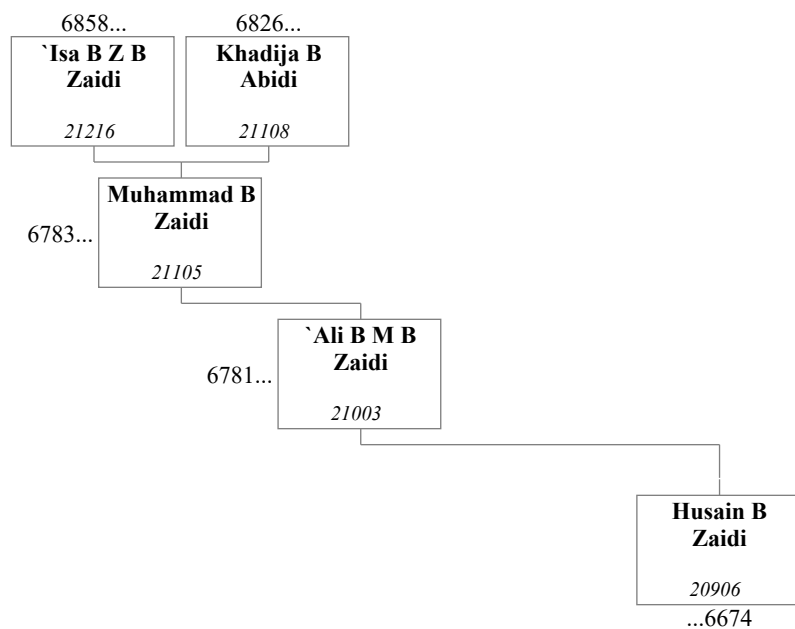 6858...
6826...
`Isa B Z B
Zaidi
21216
Khadija B
Abidi
21108
Muhammad B
Zaidi
6783...
21105
`Ali B M B
Zaidi
6781...
21003
Husain B
Zaidi
20906
...6674